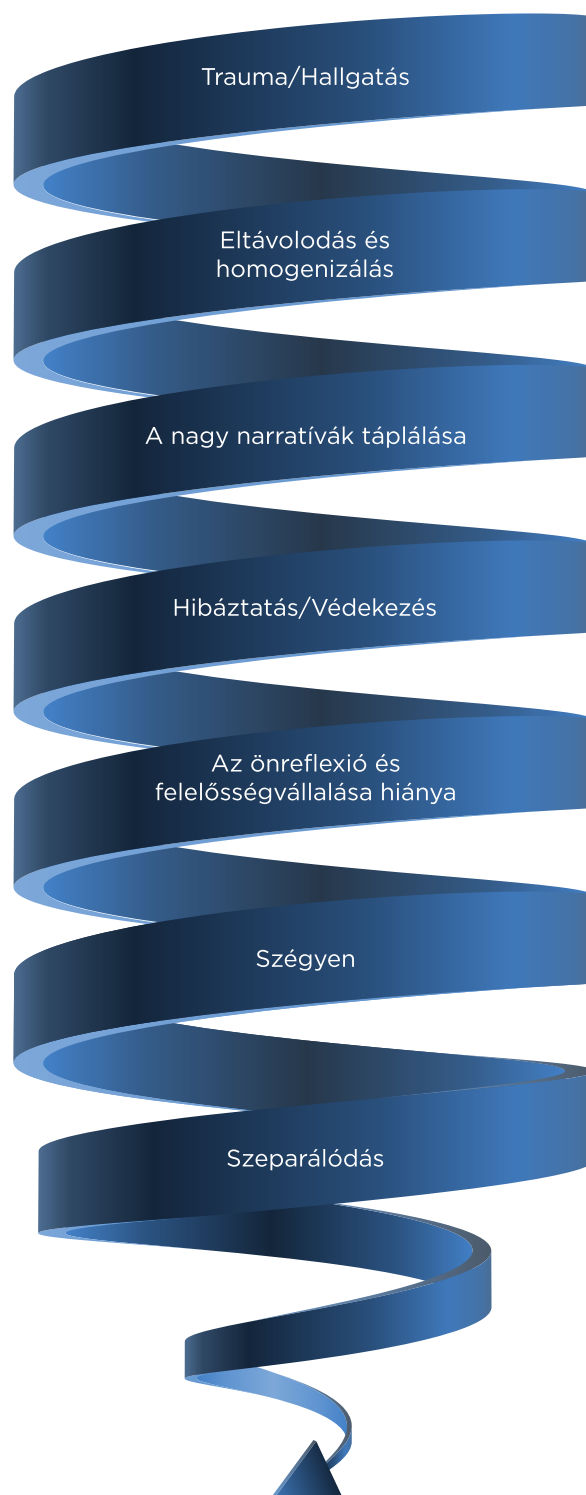 Trauma/Hallgatás
Eltávolodás és
homogenizálás
A nagy narratívák táplálása
Hibáztatás/Védekezés
Az önreflexió és
felelősségvállalása hiánya
Szégyen
Szeparálódás